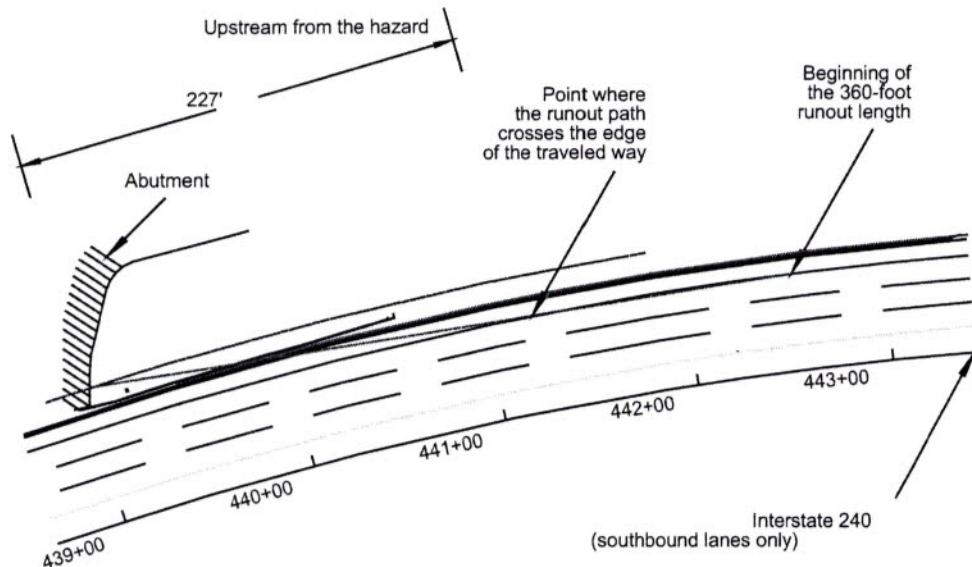 Upstream from the hazard
227'
Abutment
Point where
the runout path
crosses the edge
of the traveled way
Beginning of
the 360-foot
runout length
439+00
440+00
441+00
442+00
443+00
Interstate 240
(southbound lanes only)